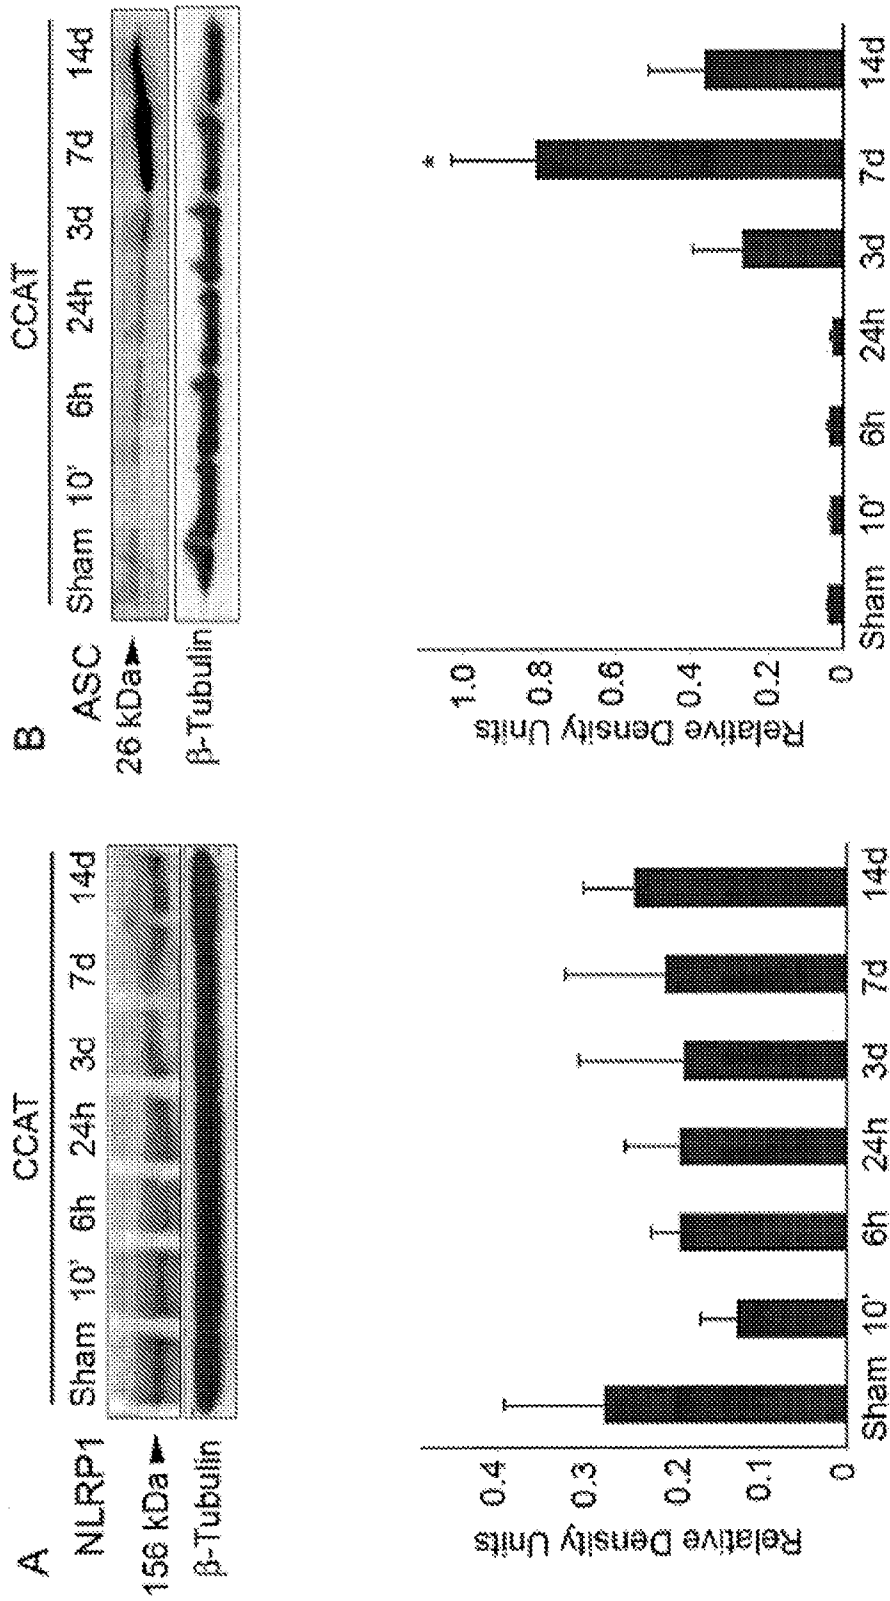 A
CCAT
NLRP1 Sham 10' 6h 24h 3d 7d 14d
156 kDa
β-Tubulin
Relative Density Units
0.4
0.3
0.2
0.1
0
Sham 10' 6h 24h 3d 7d 14d
B
CCAT
ASC Sham 10' 6h 24h 3d 7d 14d
26 kDa
β-Tubulin
Relative Density Units
1.0
0.8
0.6
0.4
0.2
0
*
Sham 10' 6h 24h 3d 7d 14d